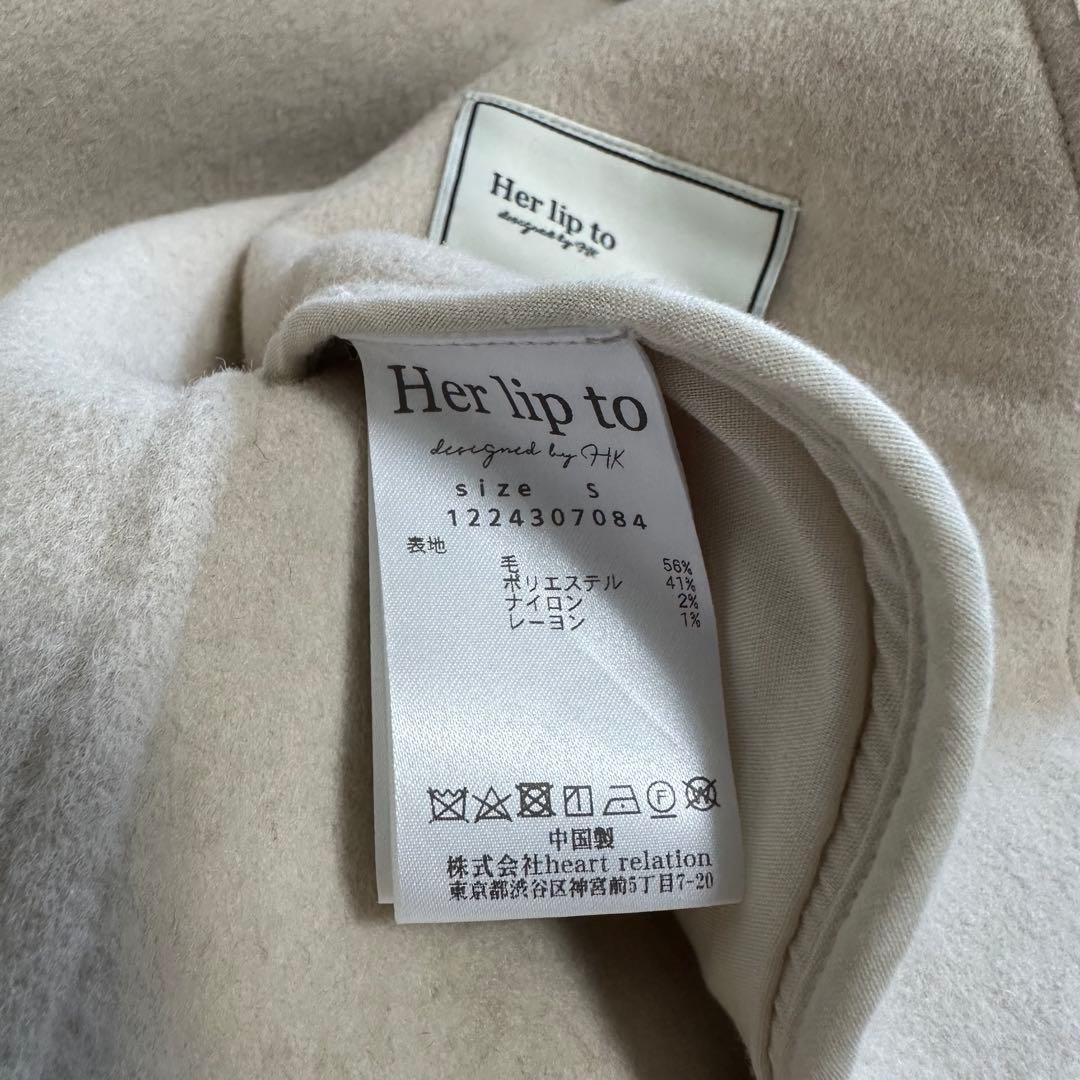 Her lip to
designed by HK
Her lip to
designed by HK
size S
1224307084
表地
毛 56%
ポリエステル 41%
ナイロン 2%
レーヨン 1%
F W
中国製
株式会社heart relation
東京都渋谷区神宮前5丁目7-20